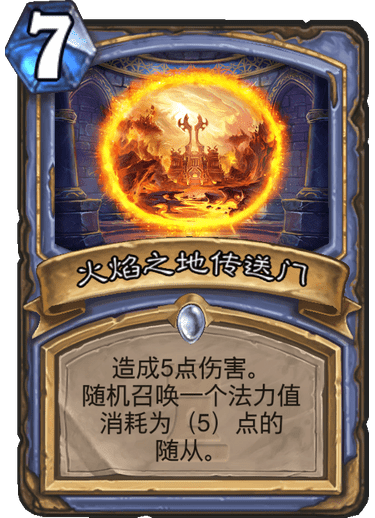 7
火焰之地传送门
造成5点伤害。
随机召唤一个法力值
消耗为（5）点的
随从。